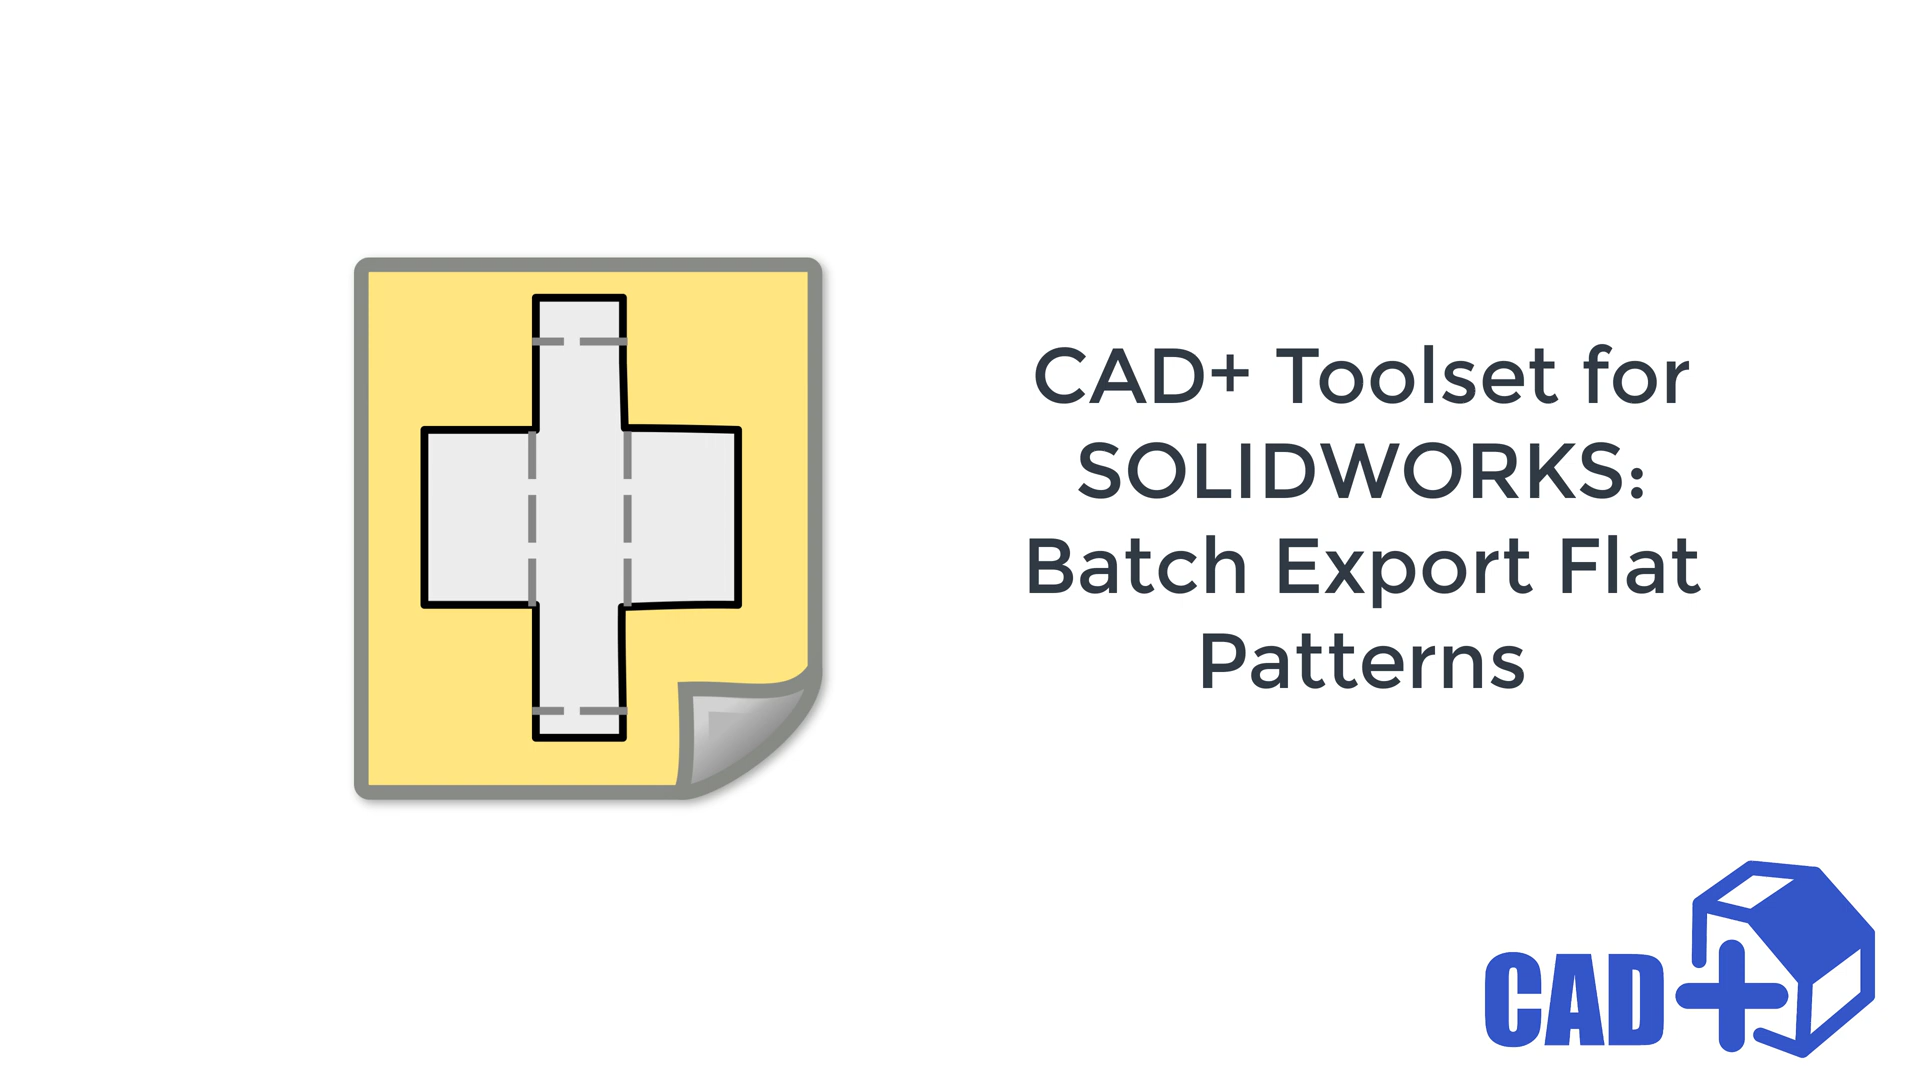 CAD+ Toolset for
SOLIDWORKS:
Batch Export Flat
Patterns
CAD+